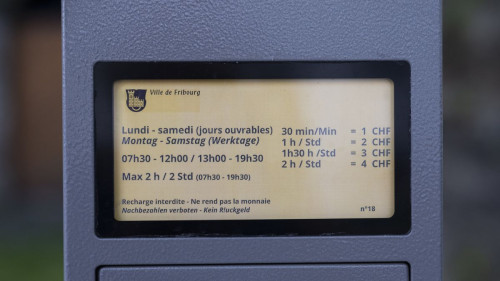 Ville de Fribourg
Lundi - samedi (jours ouvrables)
Montag - Samstag (Werktage)
07h30 - 12h00 / 13h00 - 19h30
Max 2 h / 2 Std (07h30 - 19h30)
30 min/Min = 1 CHF
1 h / Std = 2 CHF
1h30 h /Std = 3 CHF
2 h / Std = 4 CHF
Recharge interdite - Ne rend pas la monnaie
Nachbezahlen verboten - Kein Rückgeld
n°18